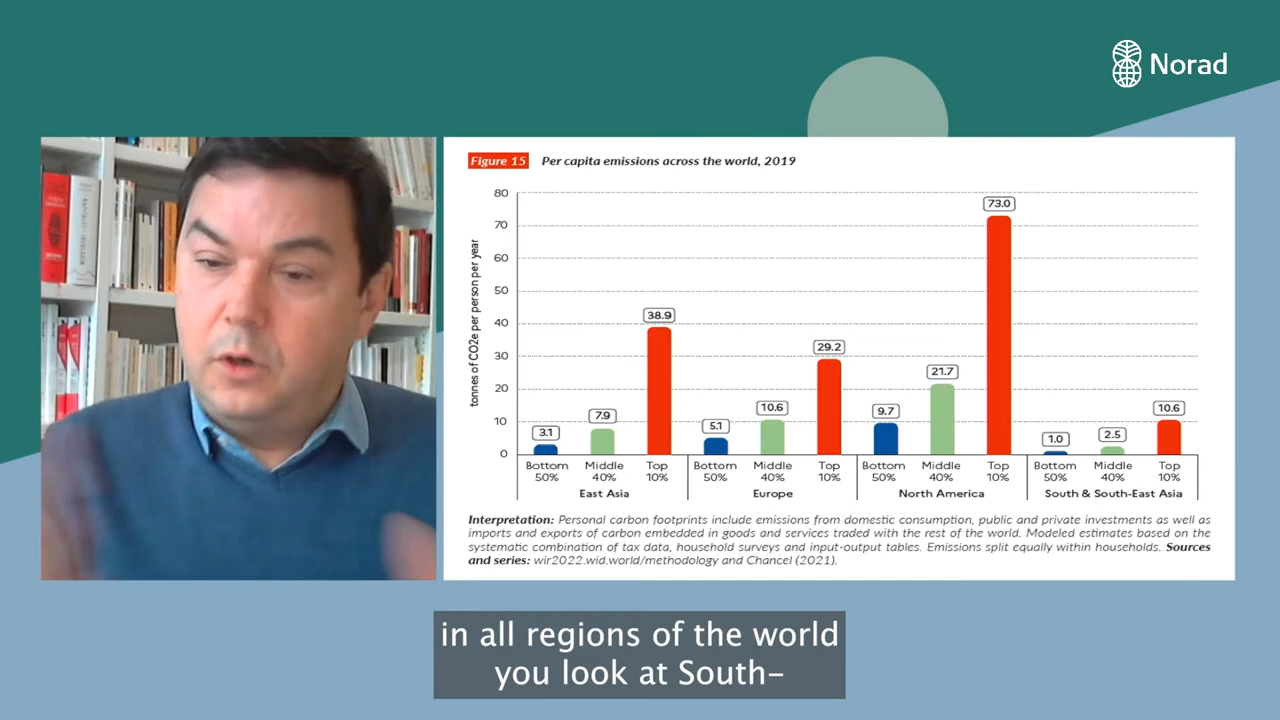 Norad
Figure 15 Per capita emissions across the world, 2019
tonnes of CO2e per person per year
80
70
60
50
40
30
20
10
0
3.1
7.9
38.9
5.1
10.6
29.2
9.7
21.7
73.0
1.0
2.5
10.6
Bottom 50%
Middle 40%
Top 10%
Bottom 50%
Middle 40%
Top 10%
Bottom 50%
Middle 40%
Top 10%
Bottom 50%
Middle 40%
Top 10%
East Asia
Europe
North America
South & South-East Asia
Interpretation: Personal carbon footprints include emissions from domestic consumption, public and private investments as well as
imports and exports of carbon embedded in goods and services traded with the rest of the world. Modeled estimates based on the
systematic combination of tax data, household surveys and input-output tables. Emissions split equally within households. Sources
and series: wir2022.wid.world/methodology and Chancel (2021).
in all regions of the world
you look at South-